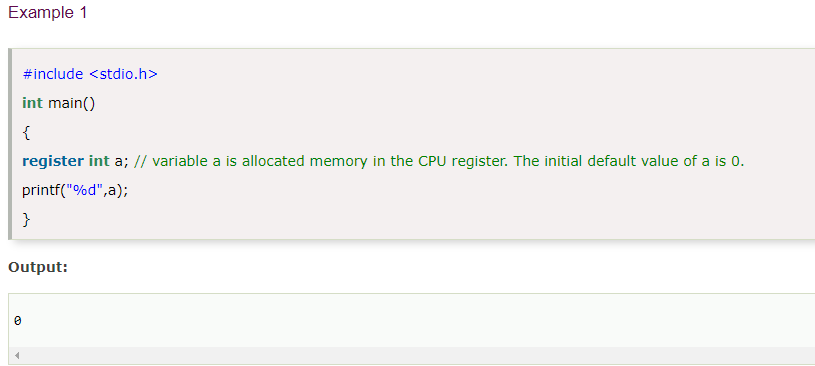 Example 1
#include <stdio.h>
int main()
{
register int a; // variable a is allocated memory in the CPU register. The initial default value of a is 0.
printf("%d",a);
}
Output:
0